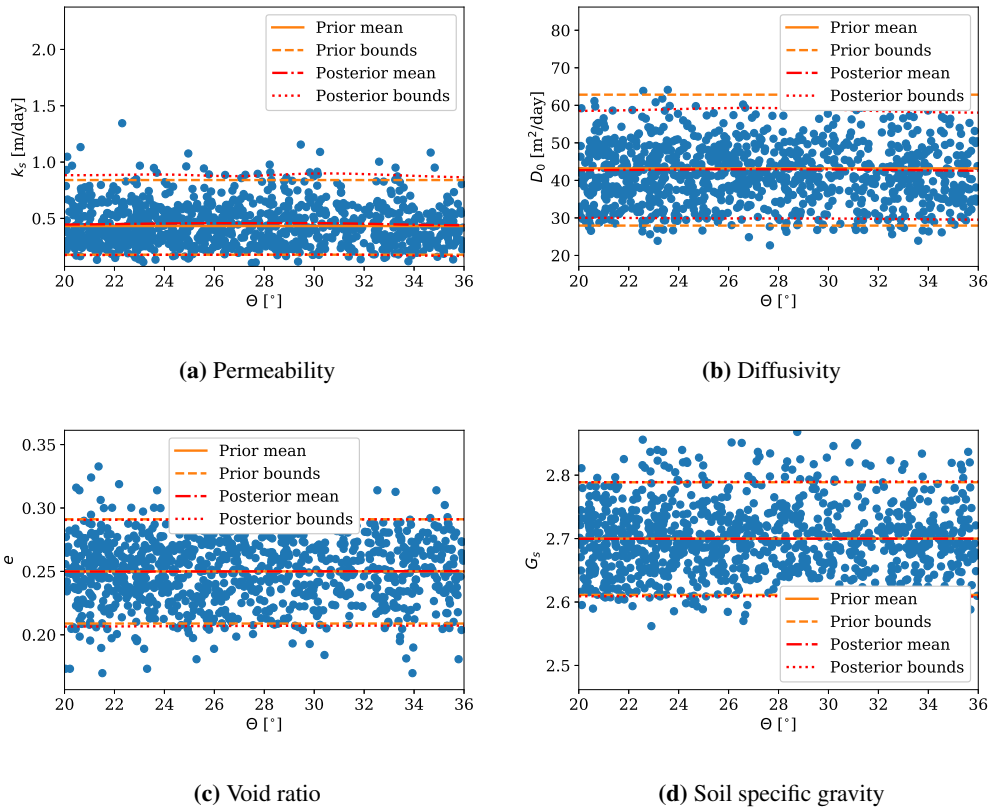 2.0
1.5
1.0
0.5
k_s [m/day]
Prior mean
Prior bounds
Posterior mean
Posterior bounds
20 22 24 26 28 30 32 34 36
Θ [°]
(a) Permeability
80
70
60
50
40
30
20
D_0 [m²/day]
Prior mean
Prior bounds
Posterior mean
Posterior bounds
20 22 24 26 28 30 32 34 36
Θ [°]
(b) Diffusivity
0.35
0.30
0.25
0.20
e
Prior mean
Prior bounds
Posterior mean
Posterior bounds
20 22 24 26 28 30 32 34 36
Θ [°]
(c) Void ratio
2.8
2.7
2.6
2.5
G_s
Prior mean
Prior bounds
Posterior mean
Posterior bounds
20 22 24 26 28 30 32 34 36
Θ [°]
(d) Soil specific gravity